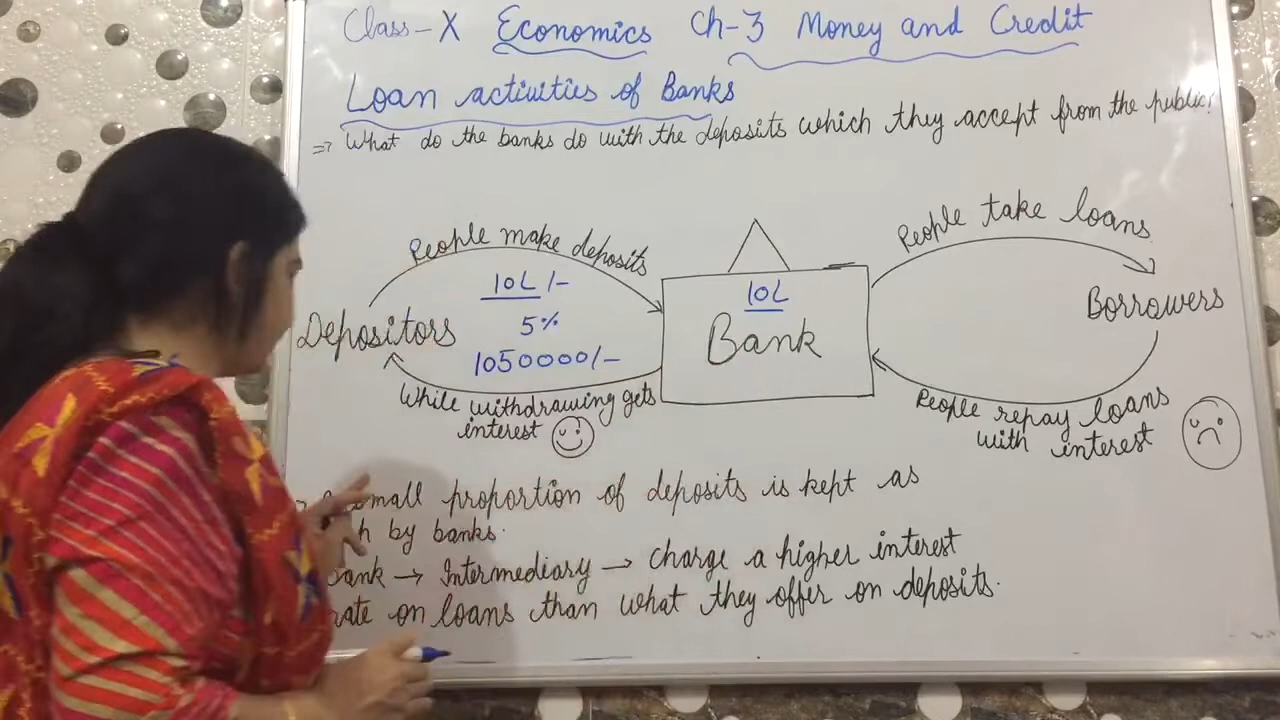 Class-X Economics Ch-3 Money and Credit
Loan activities of Banks
=> What do the banks do with the deposits which they accept from the public?
People make deposits
10L/-
5%
1050000/-
Depositors
While withdrawing gets
interest
10L
Bank
People take loans
Borrowers
People repay loans
with interest
small proportion of deposits is kept as
by banks.
Bank → Intermediary → charge a higher interest
rate on loans than what they offer on deposits.